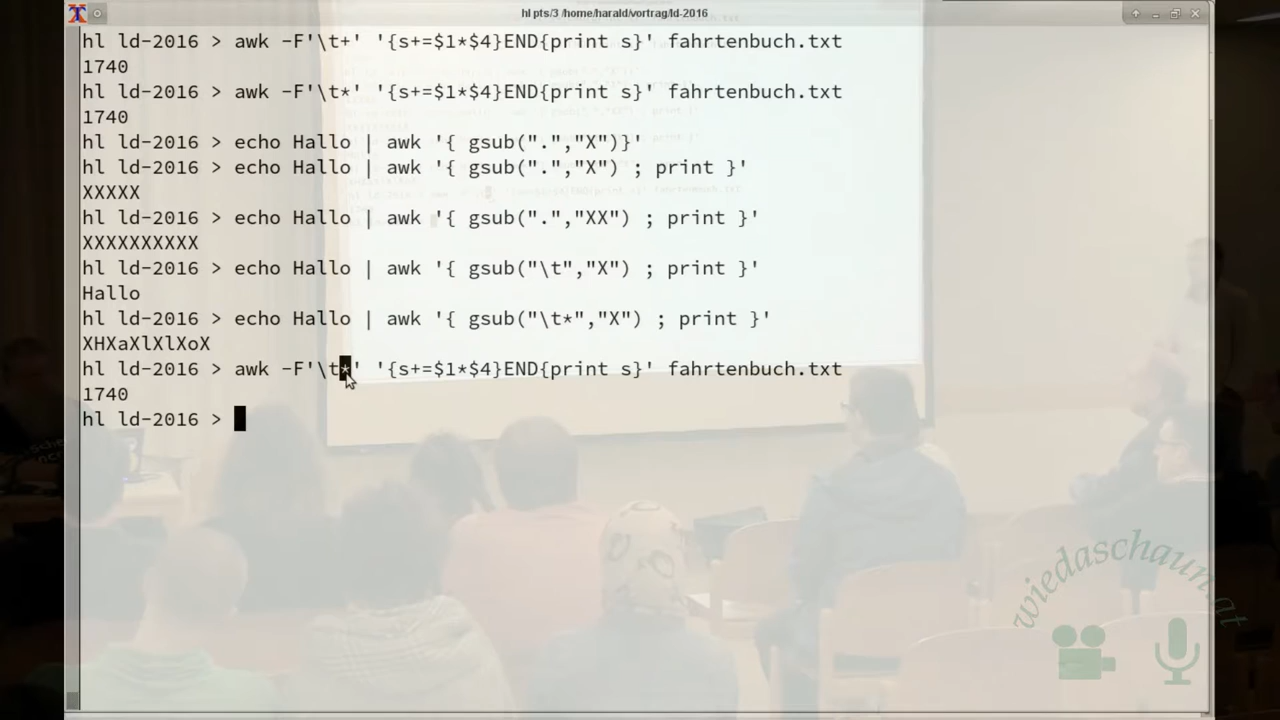 hl pts/3 /home/harald/vortrag/ld-2016
hl ld-2016 > awk -F'\t+' '{s+=$1*$4}END{print s}' fahrtenbuch.txt
1740
hl ld-2016 > awk -F'\t*' '{s+=$1*$4}END{print s}' fahrtenbuch.txt
1740
hl ld-2016 > echo Hallo | awk '{ gsub(".","X")}'
hl ld-2016 > echo Hallo | awk '{ gsub(".","X") ; print }'
XXXXX
hl ld-2016 > echo Hallo | awk '{ gsub(".","XX") ; print }'
XXXXXXXXXX
hl ld-2016 > echo Hallo | awk '{ gsub("\t","X") ; print }'
Hallo
hl ld-2016 > echo Hallo | awk '{ gsub("\t*","X") ; print }'
XHXaXlXlXoX
hl ld-2016 > awk -F'\t*' '{s+=$1*$4}END{print s}' fahrtenbuch.txt
1740
hl ld-2016 >
wiedaschaun.at